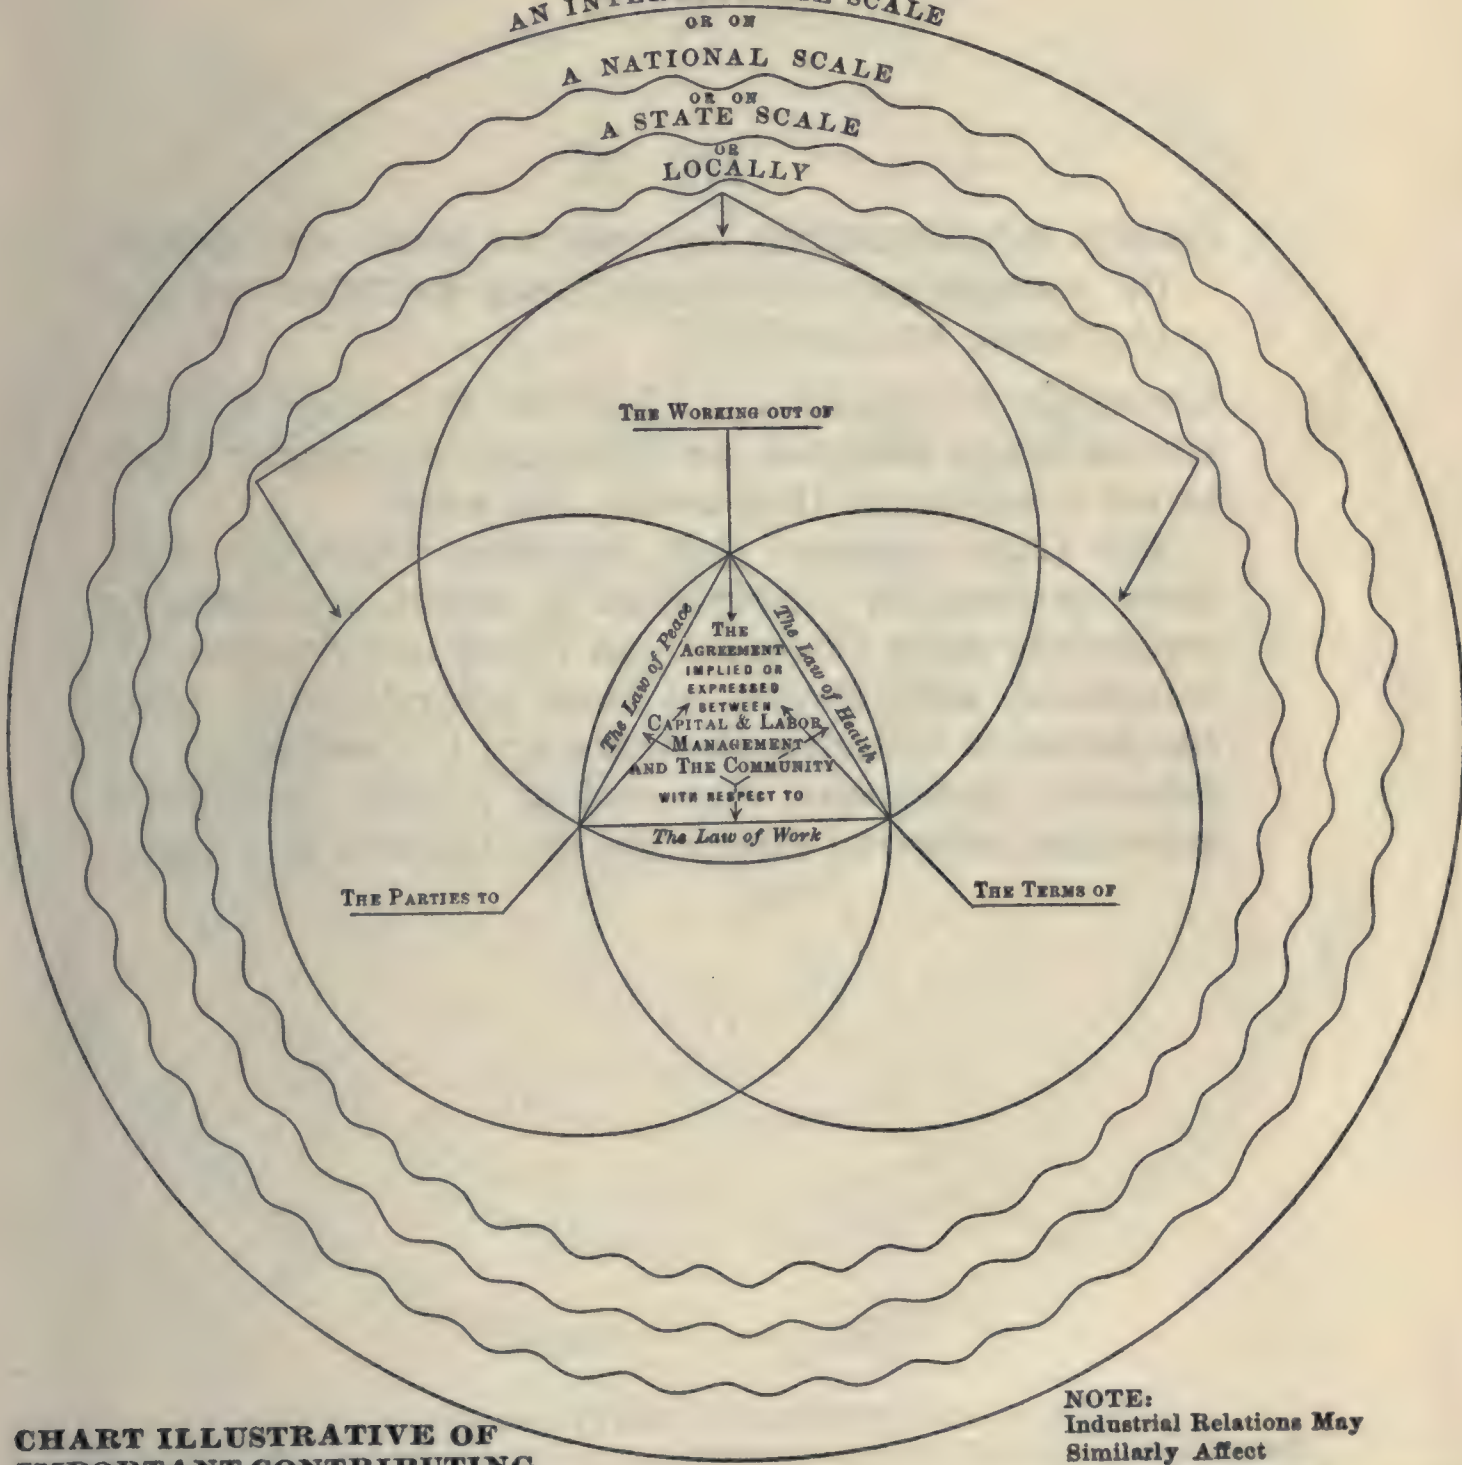 AN SCALE
OR ON
A NATIONAL SCALE
OR ON
A STATE SCALE
OR
LOCALLY
THE WORKING OUT OF
The Law of Peace
The Law of Health
THE
AGREEMENT
IMPLIED OR
EXPRESSED
BETWEEN
CAPITAL & LABOR
MANAGEMENT
AND THE COMMUNITY
WITH RESPECT TO
The Law of Work
THE PARTIES TO
THE TERMS OF
CHART ILLUSTRATIVE OF
IMPORTANT CONTRIBUTING
NOTE:
Industrial Relations May
Similarly Affect